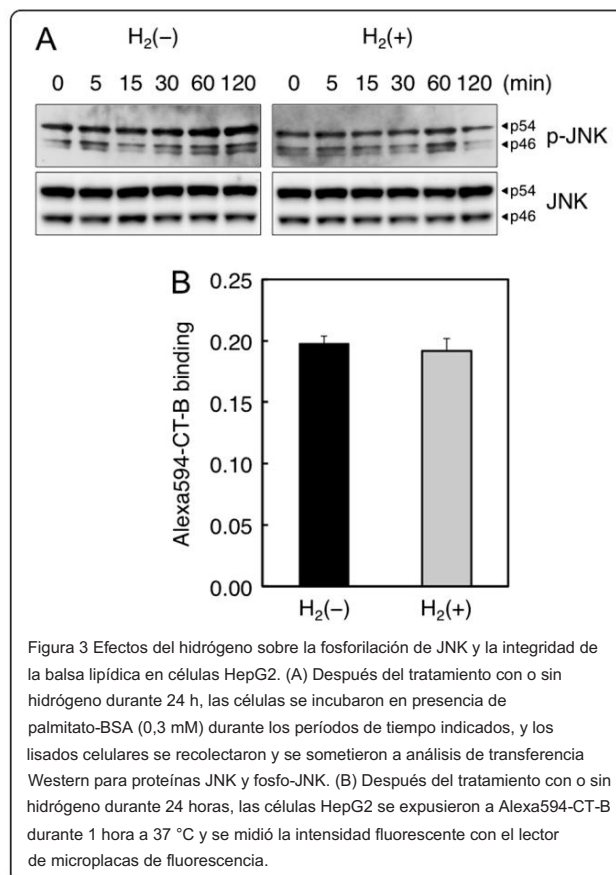 A
H₂(−) H₂(+)
0 5 15 30 60 120 0 5 15 30 60 120 (min)
◂p54
p-JNK
◂p46
◂p54
JNK
◂p46
B
0.25
0.20
0.15
0.10
0.05
0.00
Alexa594-CT-B binding
H₂(−) H₂(+)
Figura 3 Efectos del hidrógeno sobre la fosforilación de JNK y la integridad de
la balsa lipídica en células HepG2. (A) Después del tratamiento con o sin
hidrógeno durante 24 h, las células se incubaron en presencia de
palmitato-BSA (0,3 mM) durante los períodos de tiempo indicados, y los
lisados celulares se recolectaron y se sometieron a análisis de transferencia
Western para proteínas JNK y fosfo-JNK. (B) Después del tratamiento con o sin
hidrógeno durante 24 horas, las células HepG2 se expusieron a Alexa594-CT-B
durante 1 hora a 37 °C y se midió la intensidad fluorescente con el lector
de microplacas de fluorescencia.